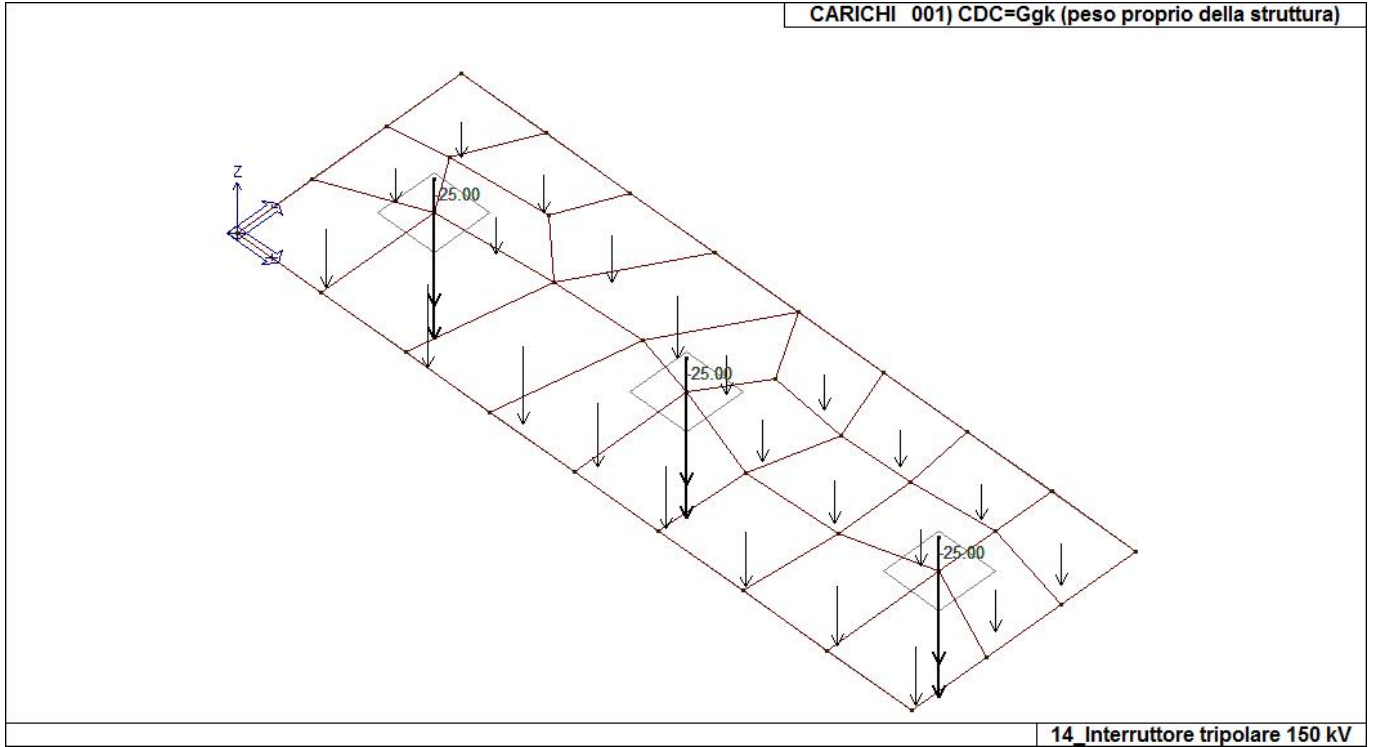 CARICHI 001) CDC=Ggk (peso proprio della struttura)
Z
-25.00
-25.00
-25.00
14_Interruttore tripolare 150 kV